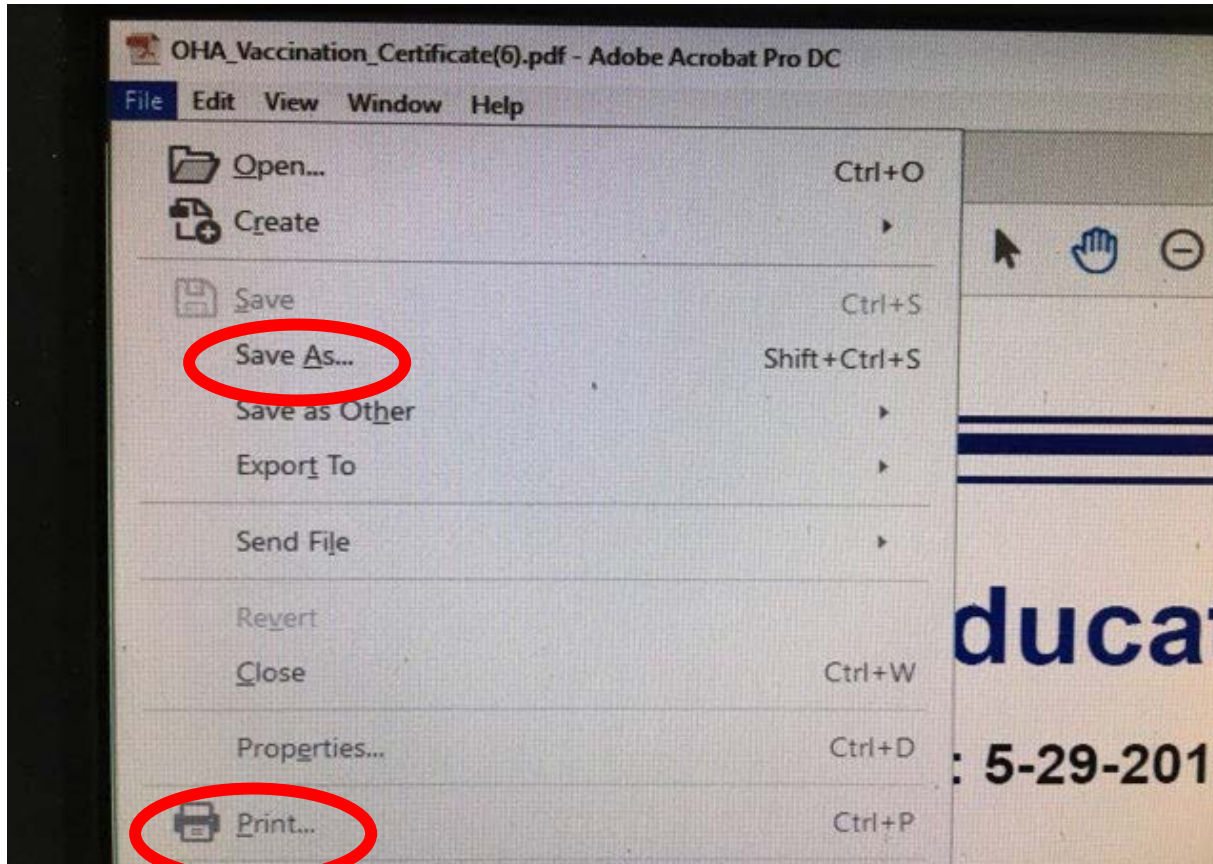 OHA_Vaccination_Certificate(6).pdf - Adobe Acrobat Pro DC
File Edit View Window Help
Open... Ctrl+O
Create
Save Ctrl+S
Save As... Shift+Ctrl+S
Save as Other
Export To
Send File
Revert
Close Ctrl+W
ducat
Properties... Ctrl+D
: 5-29-201
Print... Ctrl+P